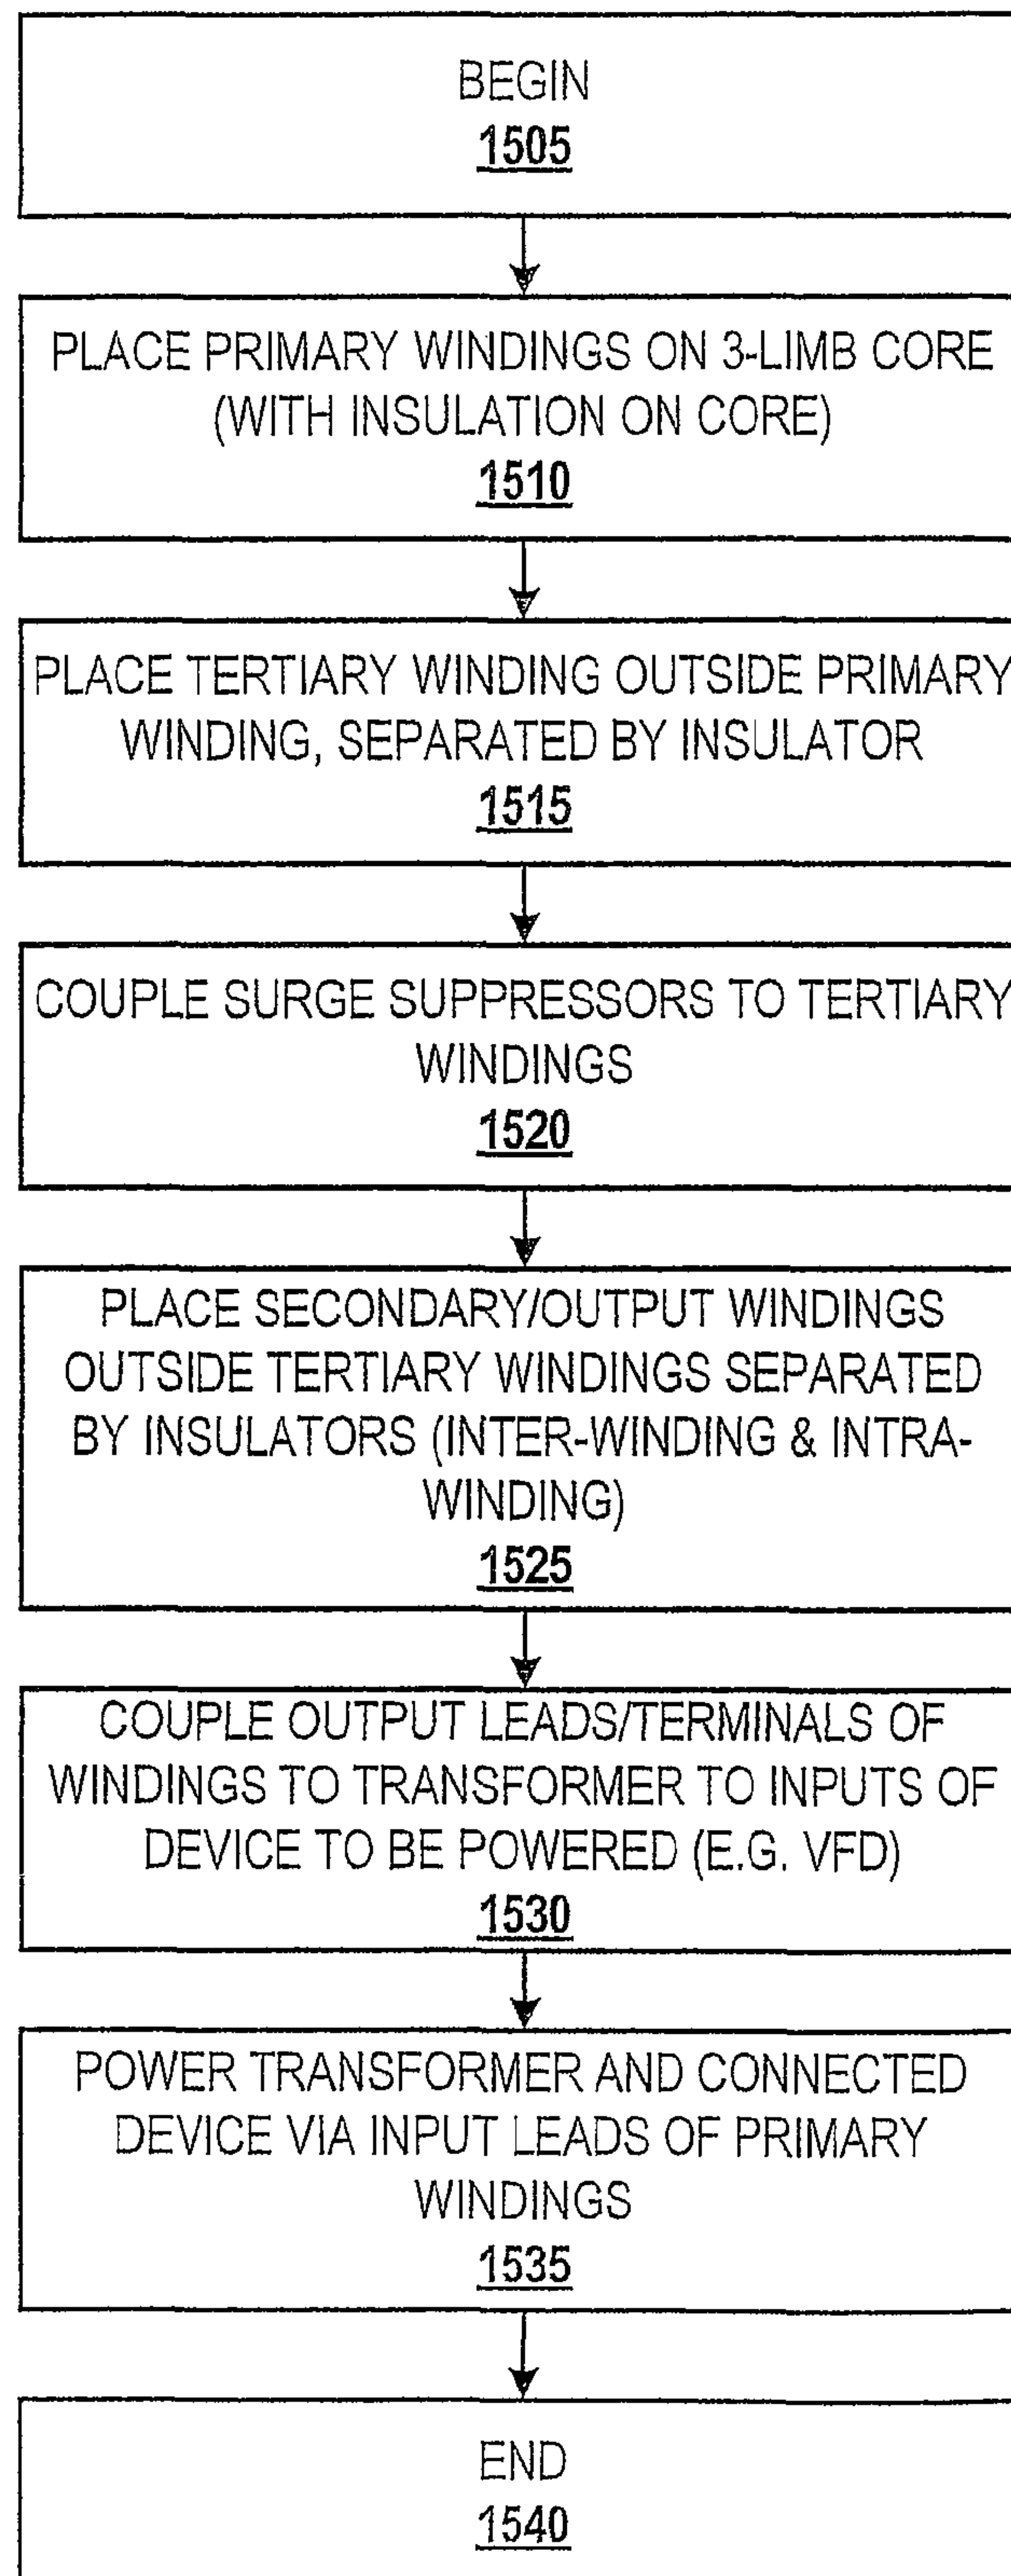 BEGIN
1505
PLACE PRIMARY WINDINGS ON 3-LIMB CORE
(WITH INSULATION ON CORE)
1510
PLACE TERTIARY WINDING OUTSIDE PRIMARY
WINDING, SEPARATED BY INSULATOR
1515
COUPLE SURGE SUPPRESSORS TO TERTIARY
WINDINGS
1520
PLACE SECONDARY/OUTPUT WINDINGS
OUTSIDE TERTIARY WINDINGS SEPARATED
BY INSULATORS (INTER-WINDING & INTRA-
WINDING)
1525
COUPLE OUTPUT LEADS/TERMINALS OF
WINDINGS TO TRANSFORMER TO INPUTS OF
DEVICE TO BE POWERED (E.G. VFD)
1530
POWER TRANSFORMER AND CONNECTED
DEVICE VIA INPUT LEADS OF PRIMARY
WINDINGS
1535
END
1540